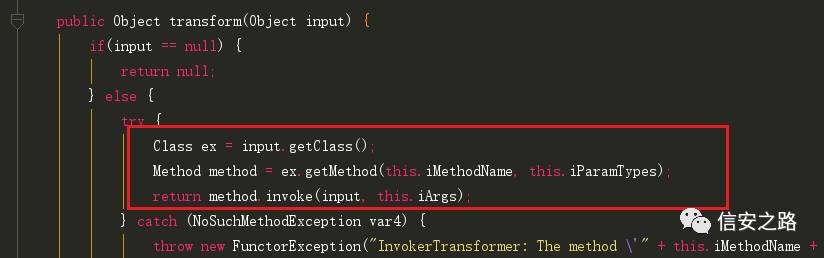 public Object transform(Object input) {
if(input == null) {
return null;
} else {
try {
Class ex = input.getClass();
Method method = ex.getMethod(this.iMethodName, this.iParamTypes);
return method.invoke(input, this.iArgs);
} catch (NoSuchMethodException var4) {
throw new FunctorException("InvokerTransformer: The method \'" + this.iMethodName +
信安之路